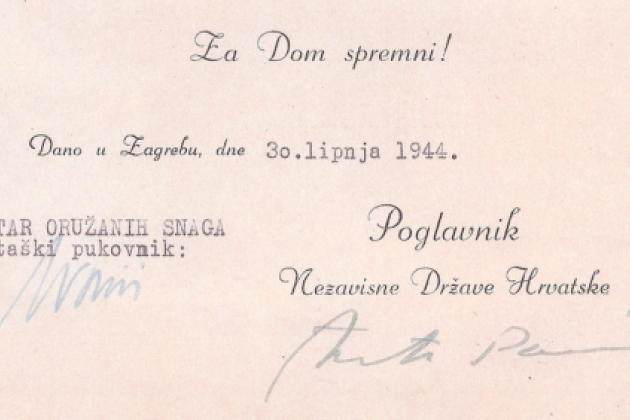 Za Dom spremni!
Dano u Zagrebu, dne 30.lipnja 1944.
TAR ORUŽANIH SNAGA
taški pukovnik:
Poglavnik
Nezavisne Države Hrvatske